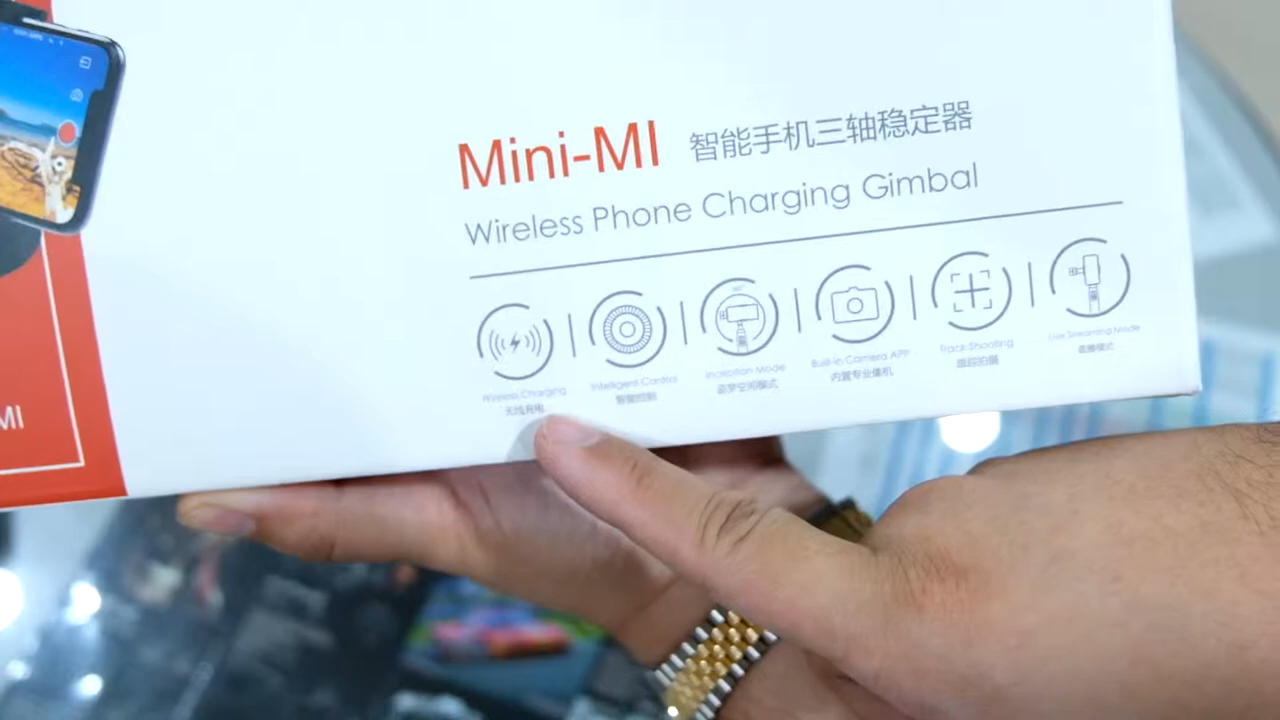 Mini-MI 智能手机三轴稳定器
Wireless Phone Charging Gimbal
Wireless Charging
无线充电
Intelligent Control
智能控制
Inception Mode
盗梦空间模式
Built-in Camera APP
内置专业像机
Track Shooting
跟踪拍摄
Live Streaming Mode
直播模式
MI